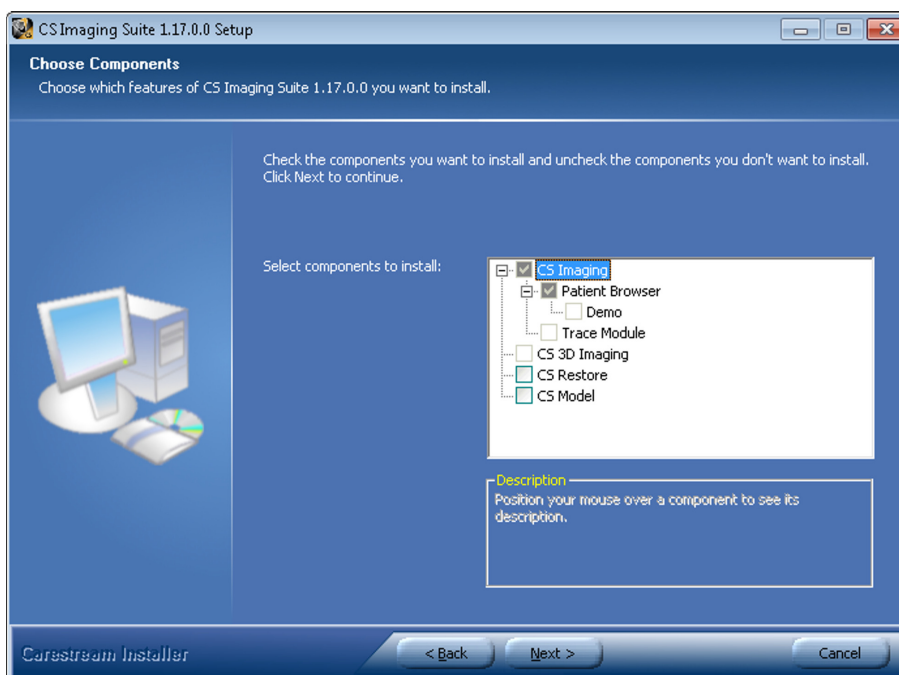 CS Imaging Suite 1.17.0.0 Setup
Choose Components
Choose which features of CS Imaging Suite 1.17.0.0 you want to install.
Check the components you want to install and uncheck the components you don't want to install.
Click Next to continue.
Select components to install:
CS Imaging
Patient Browser
Demo
Trace Module
CS 3D Imaging
CS Restore
CS Model
Description
Position your mouse over a component to see its
description.
Carestream Installer
< Back
Next >
Cancel